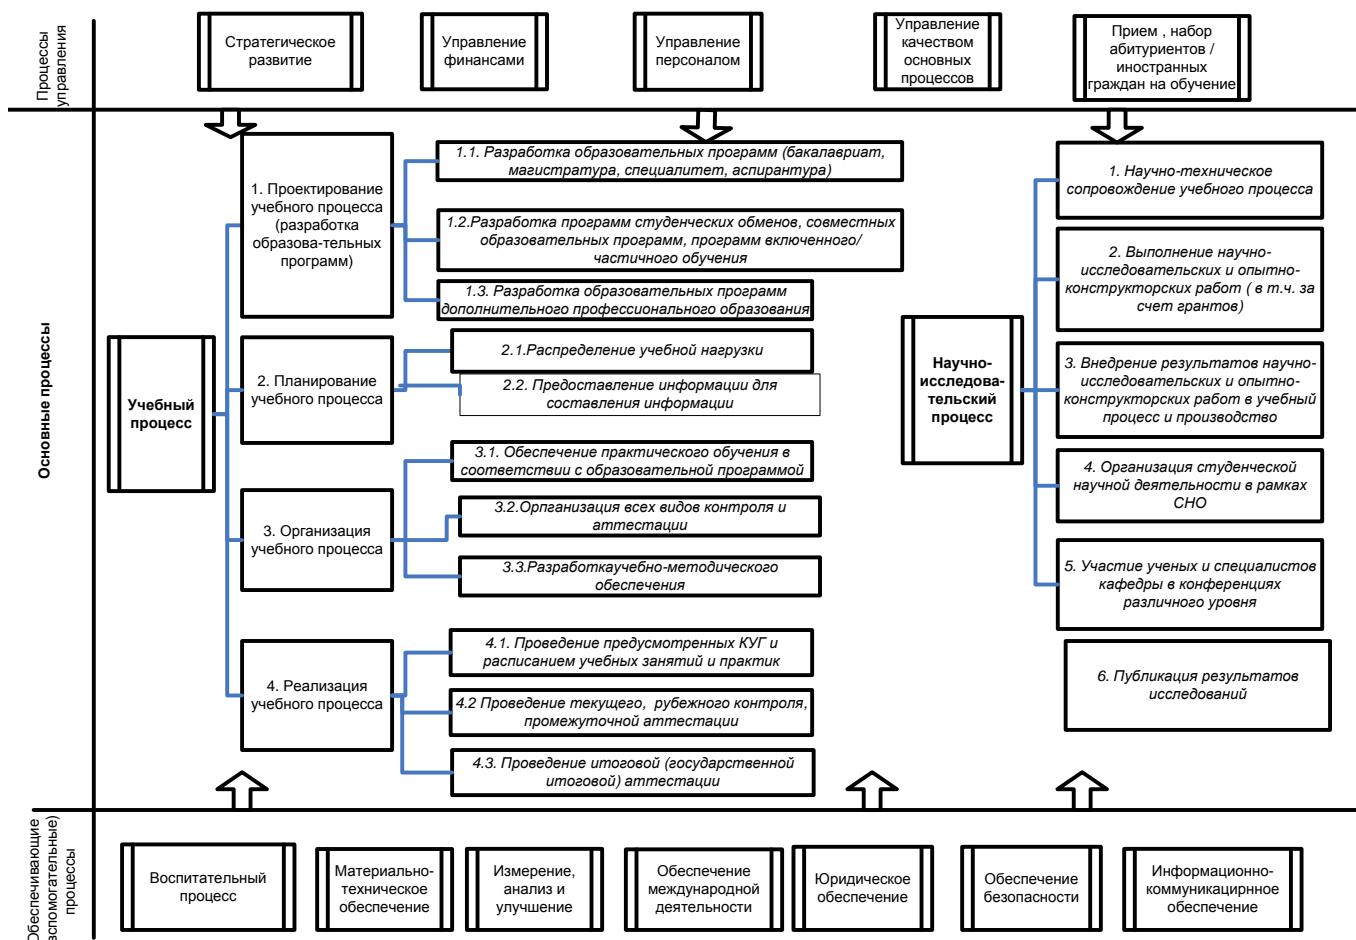 Процессы
управления
Стратегическое
развитие
Управление
финансами
Управление
персоналом
Управление
качеством
основных
процессов
Прием , набор
абитуриентов /
иностранных
граждан на обучение
Основные процессы
Учебный
процесс
1. Проектирование
учебного процесса
(разработка
образова-тельных
программ)
1.1. Разработка образовательных программ (бакалавриат,
магистратура, специалитет, аспирантура)
1.2.Разработка программ студенческих обменов, совместных
образовательных программ, программ включенного/
частичного обучения
1.3. Разработка образовательных программ
дополнительного профессионального образования
2. Планирование
учебного процесса
2.1.Распределение учебной нагрузки
2.2. Предоставление информации для
составления информации
3. Организация
учебного процесса
3.1. Обеспечение практического обучения в
соответствии с образовательной программой
3.2.Орпганизация всех видов контроля и
аттестации
3.3.Разработкаучебно-методического
обеспечения
4. Реализация
учебного процесса
4.1. Проведение предусмотренных КУГ и
расписанием учебных занятий и практик
4.2 Проведение текущего, рубежного контроля,
промежуточной аттестации
4.3. Проведение итоговой (государственной
итоговой) аттестации
Научно-
исследова-
тельский
процесс
1. Научно-техническое
сопровождение учебного процесса
2. Выполнение научно-
исследовательских и опытно-
конструкторских работ ( в т.ч. за
счет грантов)
3. Внедрение результатов научно-
исследовательских и опытно-
конструкторских работ в учебный
процесс и производство
4. Организация студенческой
научной деятельности в рамках
СНО
5. Участие ученых и специалистов
кафедры в конференциях
различного уровня
6. Публикация результатов
исследований
Обеспечивающие
вспомогательные)
процессы
Воспитательный
процесс
Материально-
техническое
обеспечение
Измерение,
анализ и
улучшение
Обеспечение
международной
деятельности
Юридическое
обеспечение
Обеспечение
безопасности
Информационно-
коммуникацирнное
обеспечение